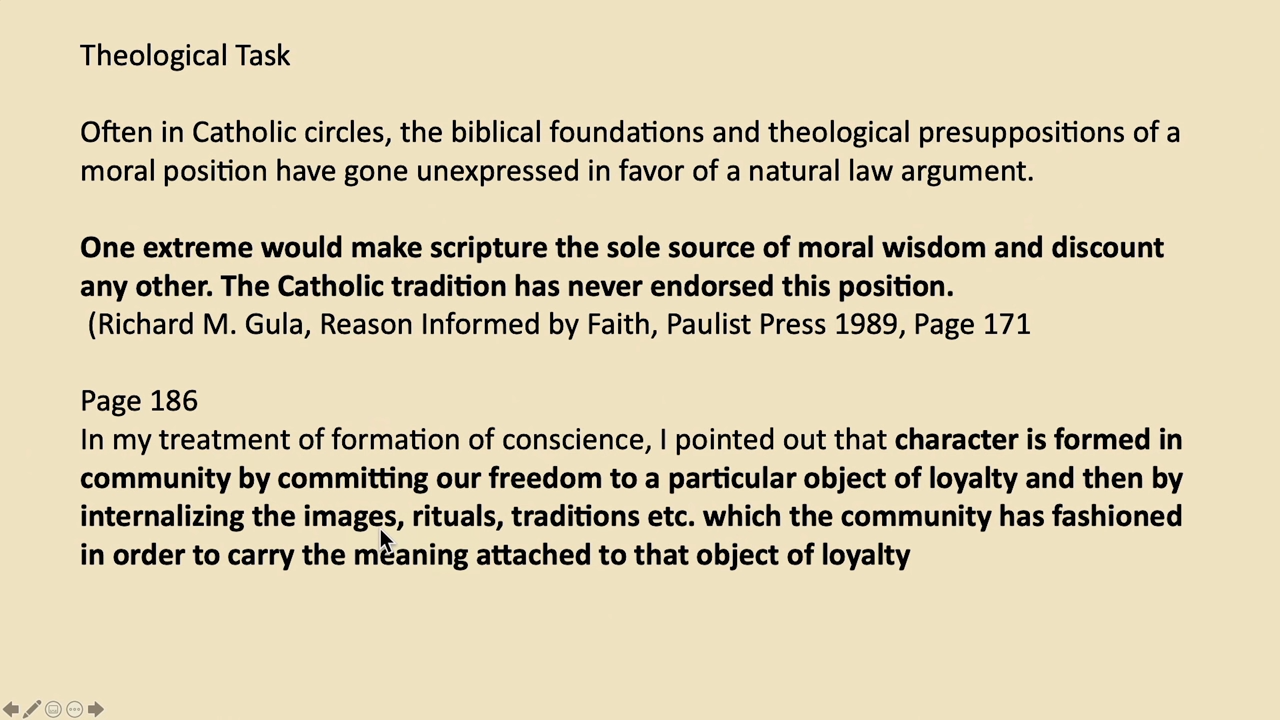 Theological Task
Often in Catholic circles, the biblical foundations and theological presuppositions of a
moral position have gone unexpressed in favor of a natural law argument.
One extreme would make scripture the sole source of moral wisdom and discount
any other. The Catholic tradition has never endorsed this position.
(Richard M. Gula, Reason Informed by Faith, Paulist Press 1989, Page 171
Page 186
In my treatment of formation of conscience, I pointed out that character is formed in
community by committing our freedom to a particular object of loyalty and then by
internalizing the images, rituals, traditions etc. which the community has fashioned
in order to carry the meaning attached to that object of loyalty